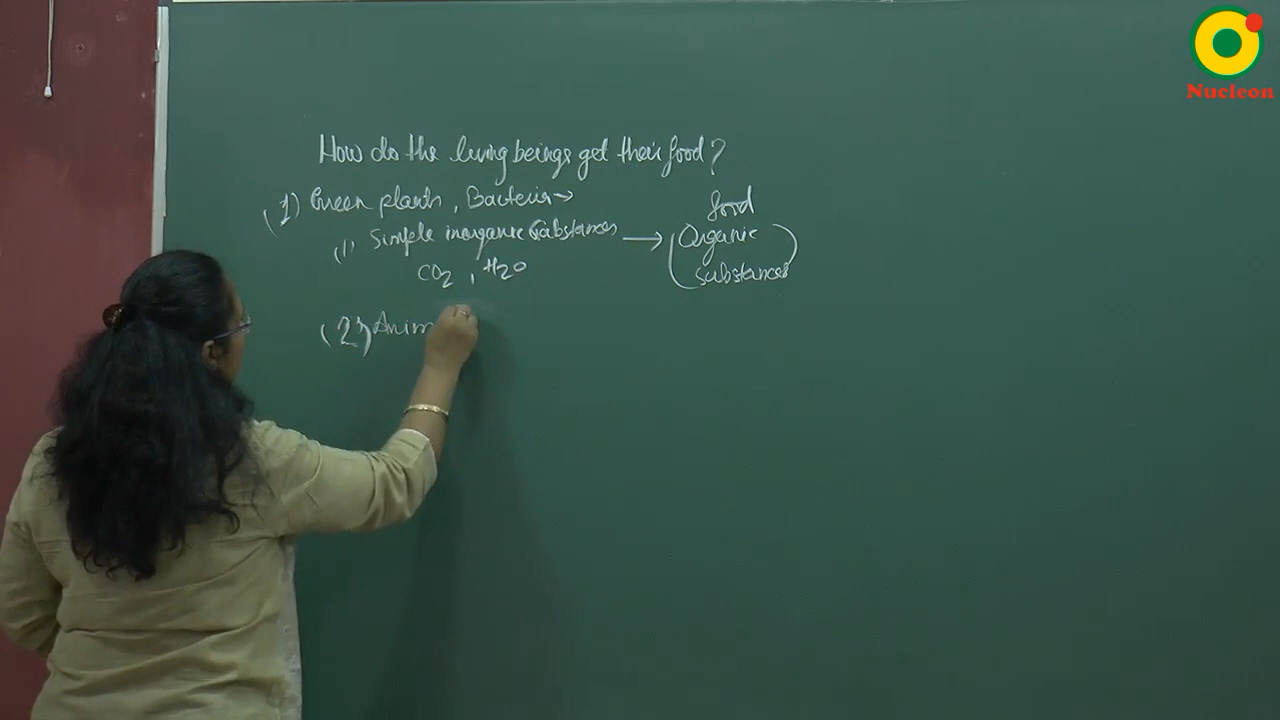 Nucleon
How do the living beings get their food?
(1) Green plants, Bacteria →
(1) Simple inorganic Substances → food (Organic substances)
CO2, H2O
(2) Anim